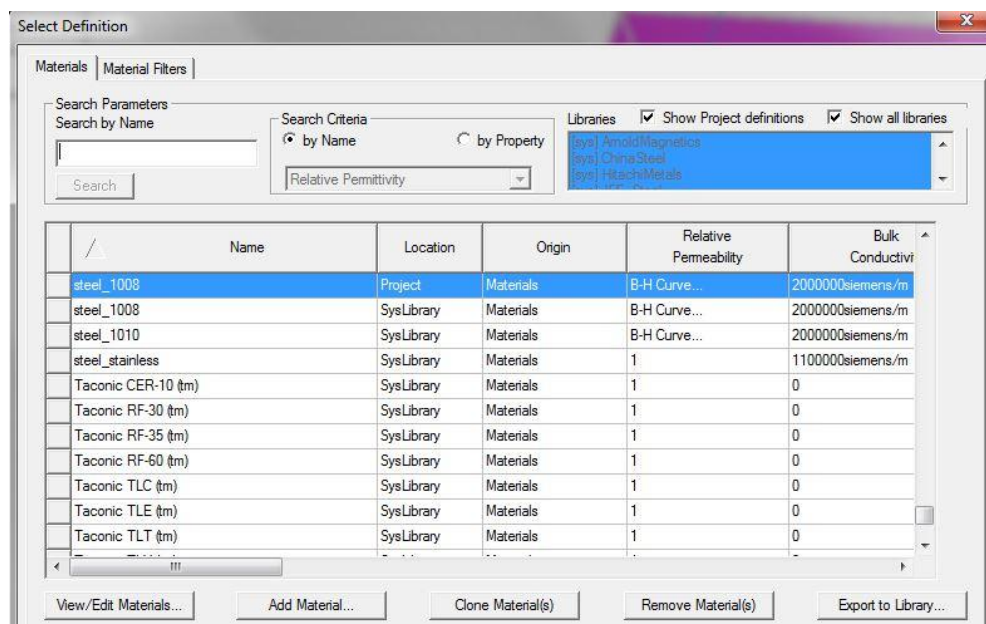 Select Definition
x
Materials
Material Filters
Search Parameters
Search by Name
Search
Search Criteria
by Name
by Property
Relative Permittivity
Libraries
Show Project definitions
Show all libraries
[sys] ArnoldMagnetics
[sys] ChinaSteel
[sys] HitachiMetals
Name Location Origin Relative Permeability Bulk Conductivi
steel_1008 Project Materials B-H Curve... 2000000siemens/m
steel_1008 SysLibrary Materials B-H Curve... 2000000siemens/m
steel_1010 SysLibrary Materials B-H Curve... 2000000siemens/m
steel_stainless SysLibrary Materials 1 1100000siemens/m
Taconic CER-10 (tm) SysLibrary Materials 1 0
Taconic RF-30 (tm) SysLibrary Materials 1 0
Taconic RF-35 (tm) SysLibrary Materials 1 0
Taconic RF-60 (tm) SysLibrary Materials 1 0
Taconic TLC (tm) SysLibrary Materials 1 0
Taconic TLE (tm) SysLibrary Materials 1 0
Taconic TLT (tm) SysLibrary Materials 1 0
View/Edit Materials... Add Material... Clone Material(s) Remove Material(s) Export to Library...